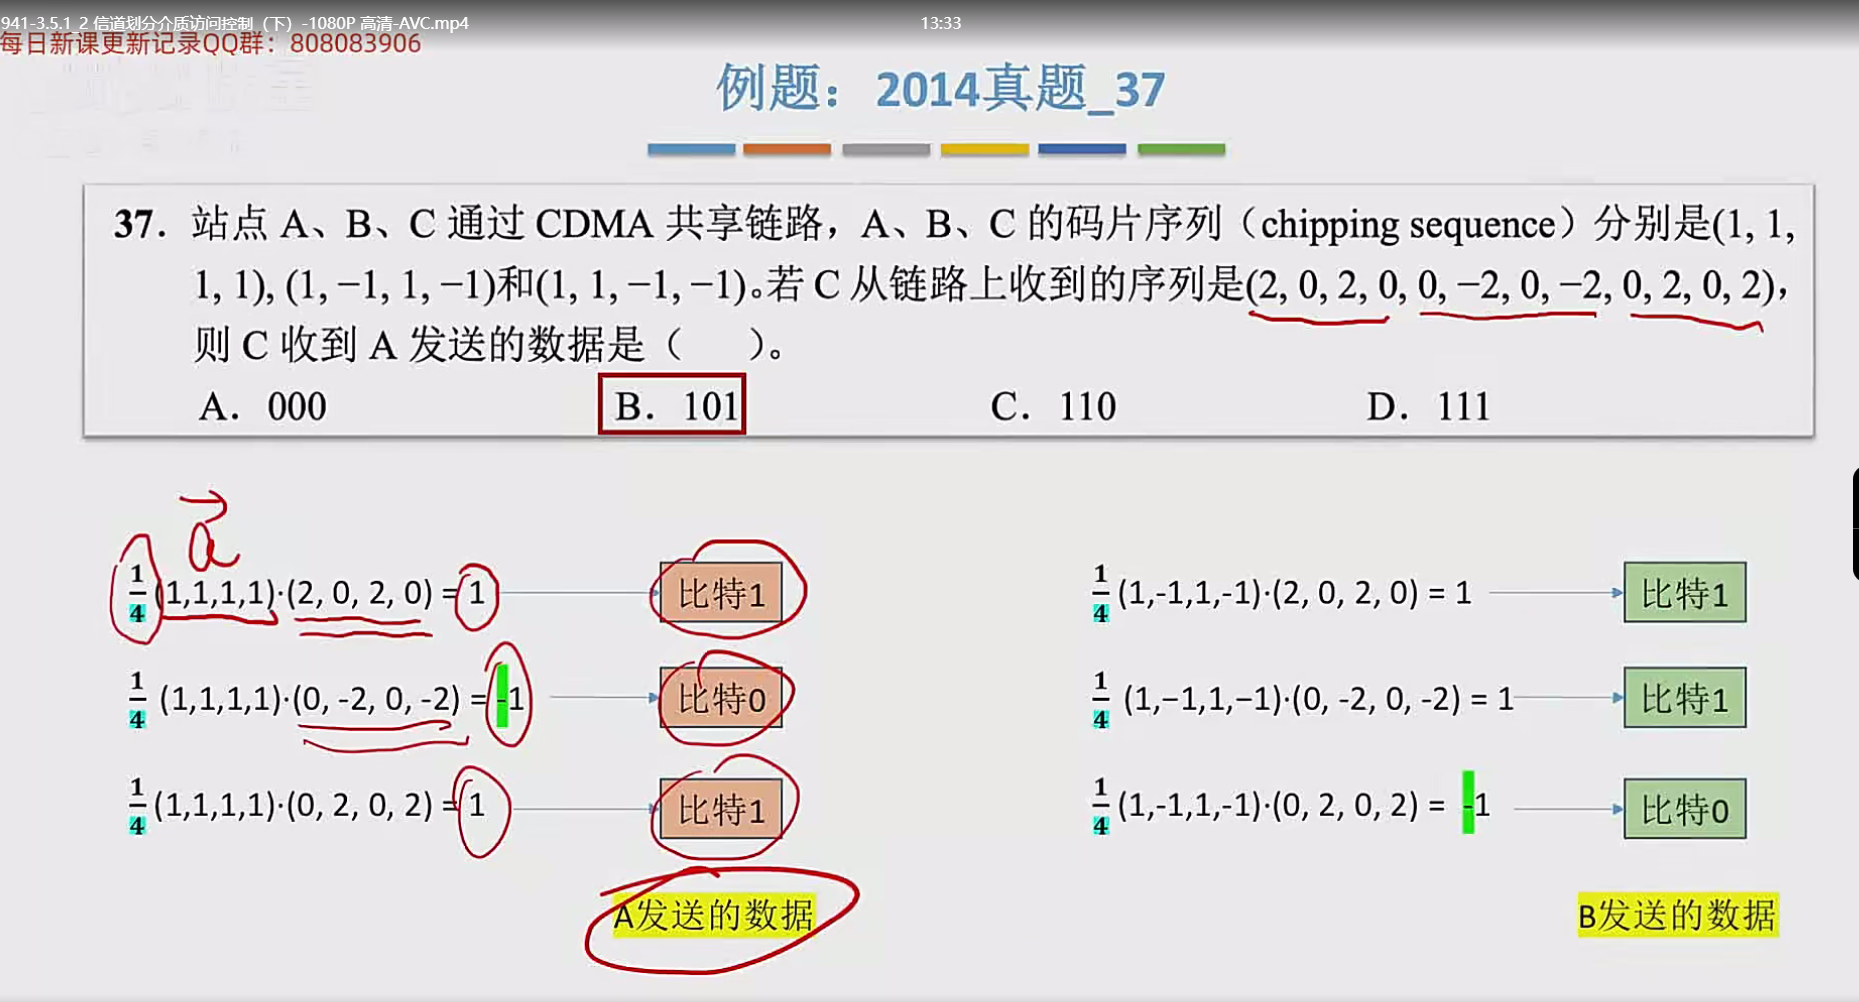 941-3.5.1_2 信道划分介质访问控制（下）-1080P 高清-AVC.mp4
13:33
每日新课更新记录QQ群：808083906
例题：2014真题_37
37. 站点 A、B、C 通过 CDMA 共享链路，A、B、C 的码片序列（chipping sequence）分别是(1, 1,
1, 1), (1, −1, 1, −1)和(1, 1, −1, −1)。若 C 从链路上收到的序列是(2, 0, 2, 0, 0, −2, 0, −2, 0, 2, 0, 2)，
则 C 收到 A 发送的数据是（ ）。
A. 000 B. 101 C. 110 D. 111
a⃗
1/4 (1,1,1,1)·(2, 0, 2, 0) = 1 比特1
1/4 (1,1,1,1)·(0, -2, 0, -2) = -1 比特0
1/4 (1,1,1,1)·(0, 2, 0, 2) = 1 比特1
A发送的数据
1/4 (1,-1,1,-1)·(2, 0, 2, 0) = 1 比特1
1/4 (1,−1,1,−1)·(0, -2, 0, -2) = 1 比特1
1/4 (1,-1,1,-1)·(0, 2, 0, 2) = -1 比特0
B发送的数据